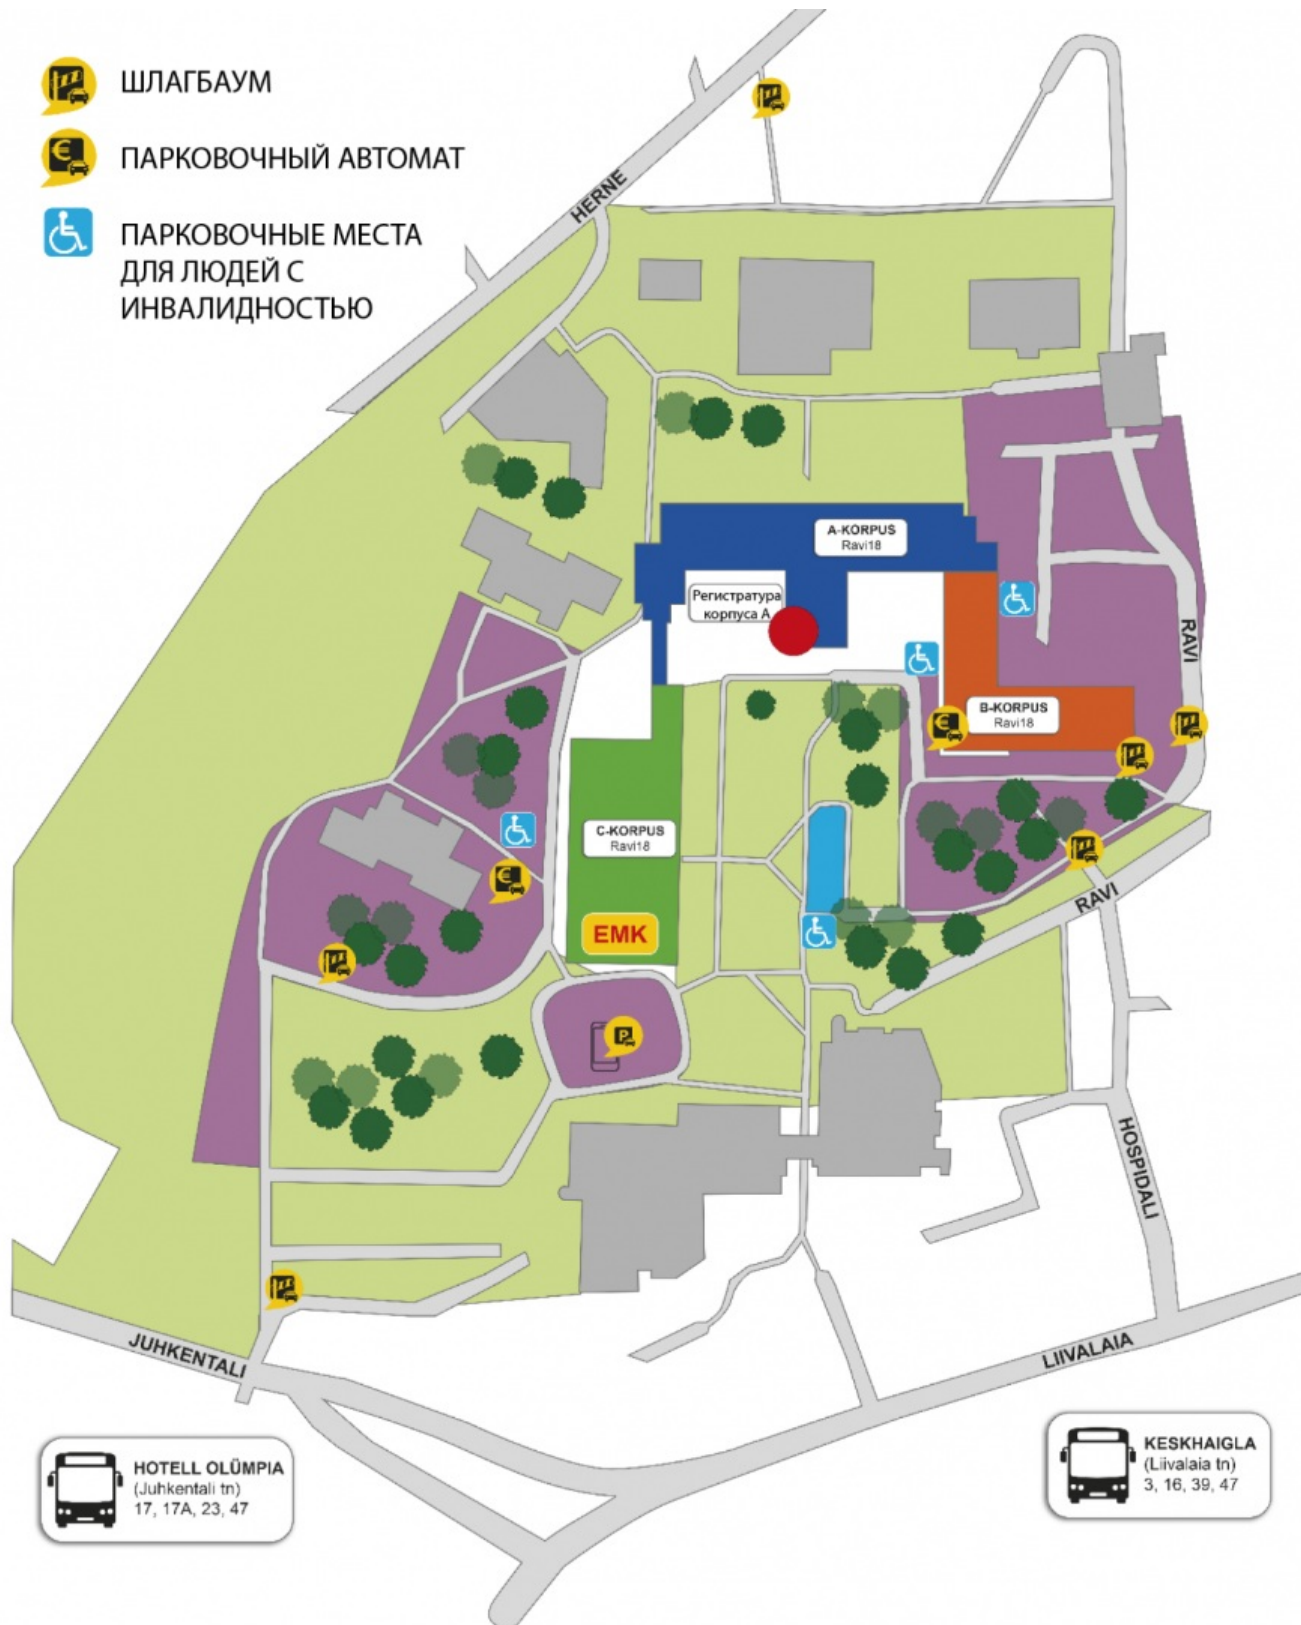 ШЛАГБАУМ
ПАРКОВОЧНЫЙ АВТОМАТ
ПАРКОВОЧНЫЕ МЕСТА
ДЛЯ ЛЮДЕЙ С
ИНВАЛИДНОСТЬЮ
HERNE
A-KORPUS
Ravi18
Регистратура
корпуса А
RAVI
B-KORPUS
Ravi18
€
€
€
C-KORPUS
Ravi18
EMK
RAVI
P
HOSPIDALI
JUHKENTALI
LIIVALAIA
HOTELL OLÜMPIA
(Juhkentali tn)
17, 17A, 23, 47
KESKHAIGLA
(Liivalaia tn)
3, 16, 39, 47